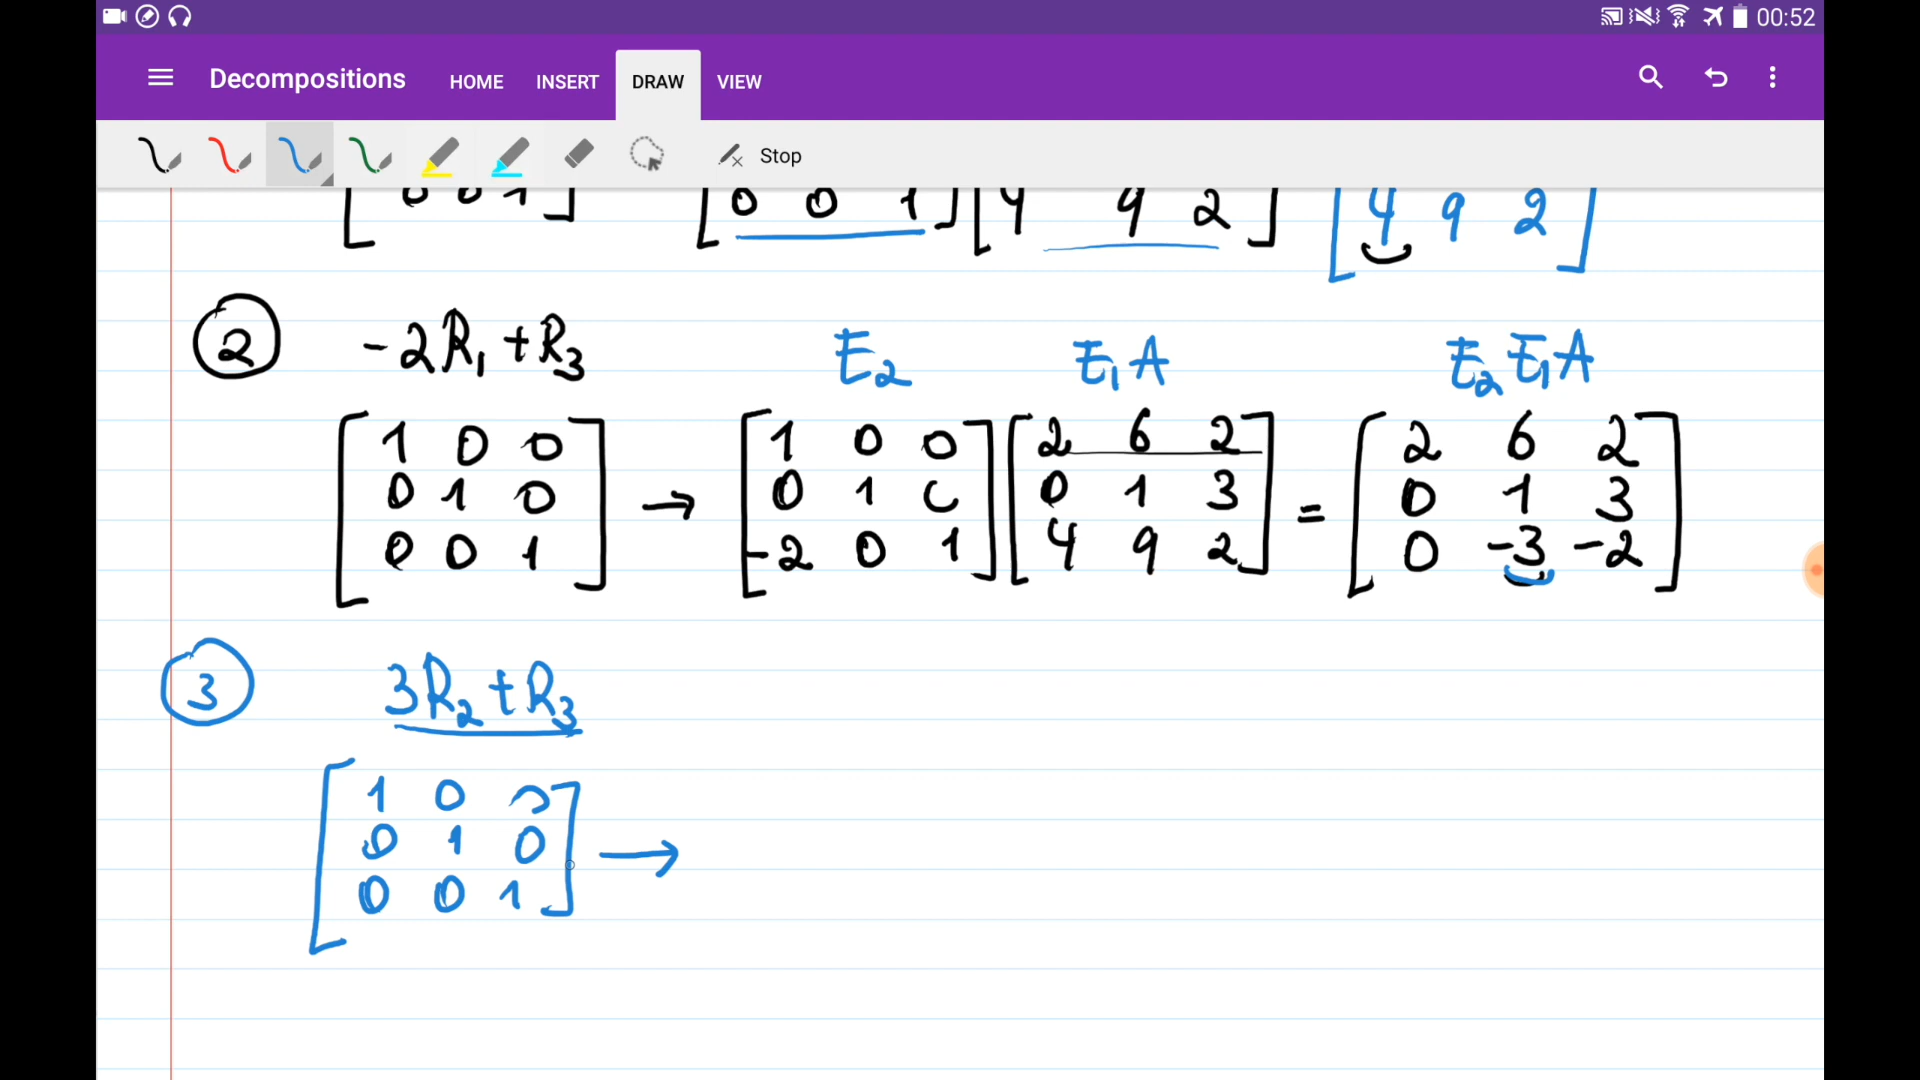 00:52
Decompositions HOME INSERT DRAW VIEW
Stop
0 0 1 0 0 1 4 9 2 4 9 2
2 -2R₁+R₃ E₂ E₁A E₂E₁A
1 0 0 1 0 0 2 6 2 2 6 2
0 1 0 → 0 1 0 0 1 3 = 0 1 3
0 0 1 -2 0 1 4 9 2 0 -3 -2
3 3R₂+R₃
1 0 0
0 1 0 →
0 0 1